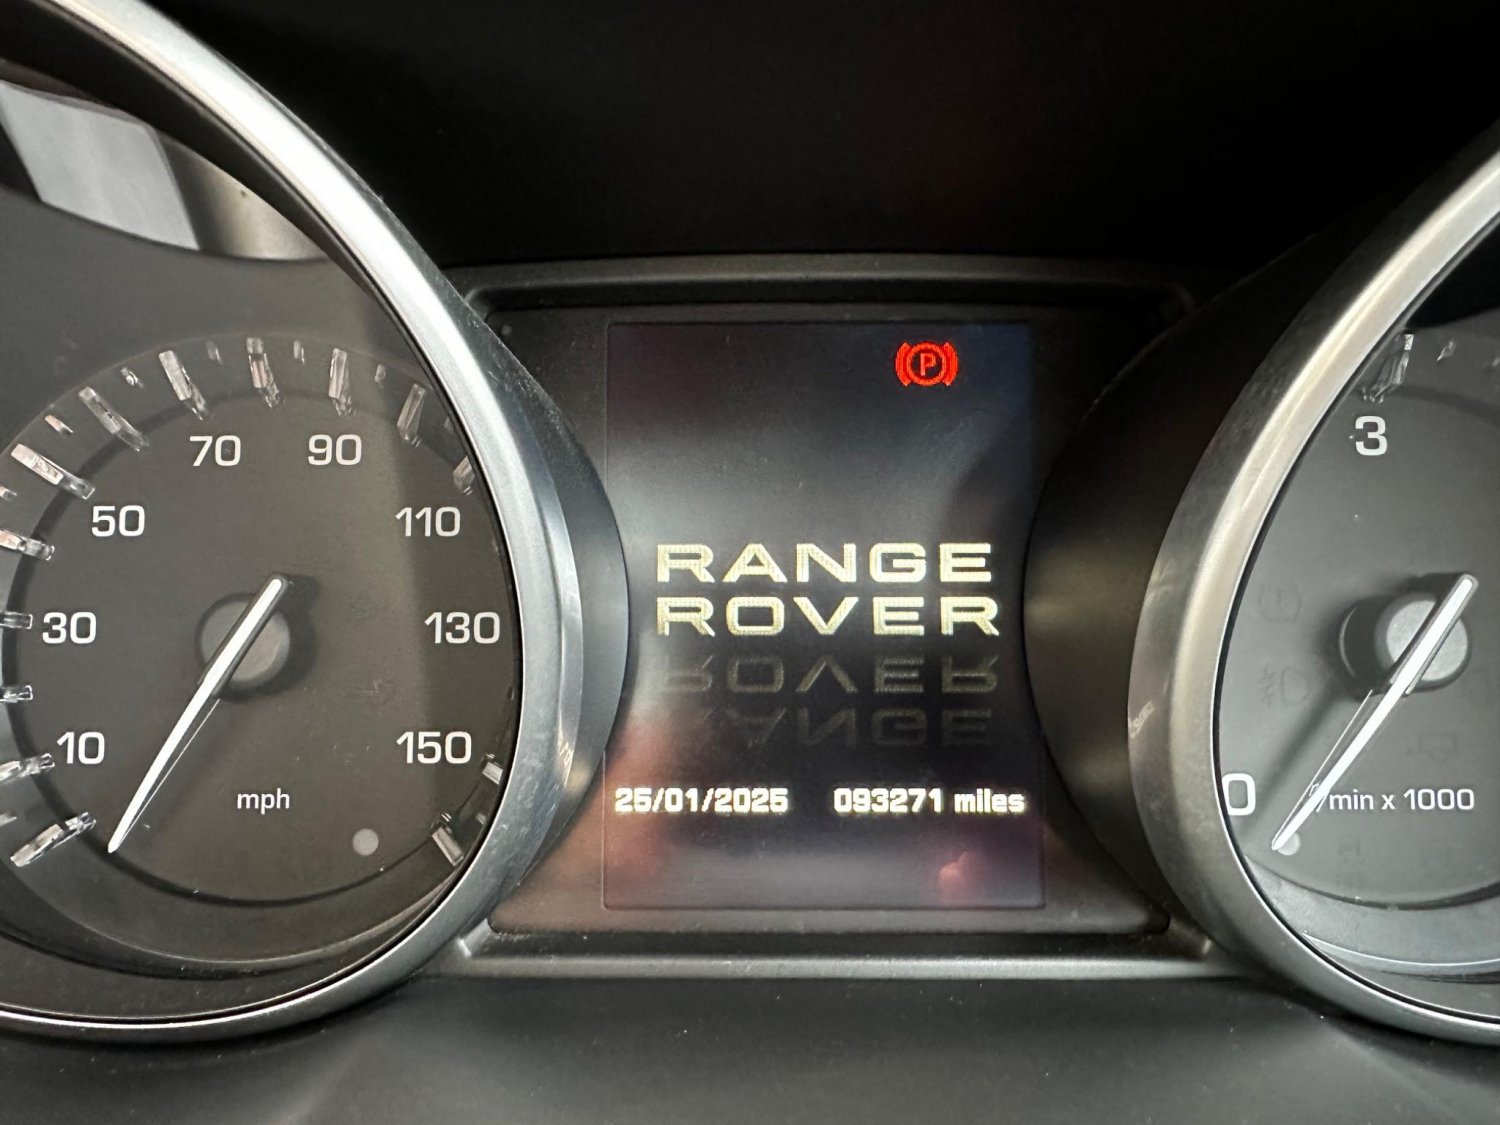 P
70 90
50 110
30 130
10 150
mph
RANGE
ROVER
25/01/2025 093271 miles
3
0
/min x 1000